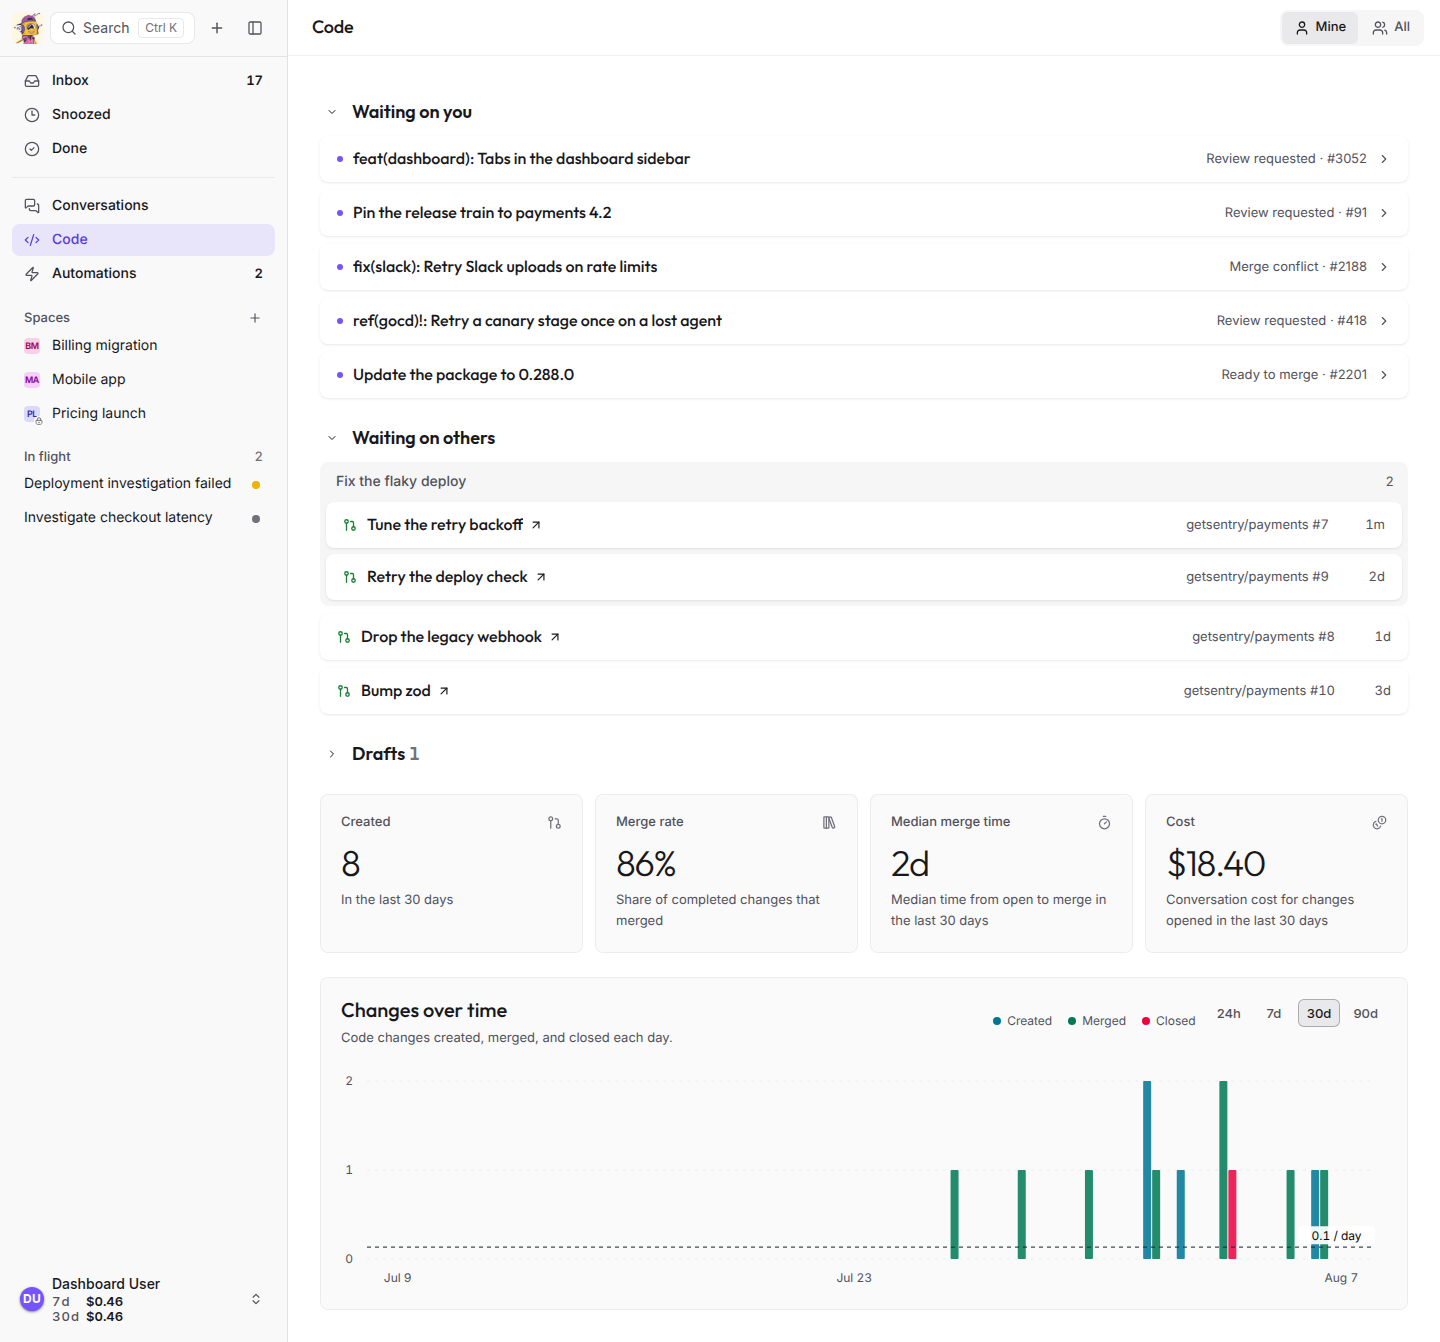 Search Ctrl K
Code
Mine All
Inbox 17
Snoozed
Done
Conversations
Code
Automations 2
Spaces
BM Billing migration
MA Mobile app
PL Pricing launch
In flight 2
Deployment investigation failed
Investigate checkout latency
Dashboard User
DU
7d $0.46
30d $0.46
Waiting on you
feat(dashboard): Tabs in the dashboard sidebar Review requested · #3052
Pin the release train to payments 4.2 Review requested · #91
fix(slack): Retry Slack uploads on rate limits Merge conflict · #2188
ref(gocd)!: Retry a canary stage once on a lost agent Review requested · #418
Update the package to 0.288.0 Ready to merge · #2201
Waiting on others
Fix the flaky deploy 2
Tune the retry backoff getsentry/payments #7 1m
Retry the deploy check getsentry/payments #9 2d
Drop the legacy webhook getsentry/payments #8 1d
Bump zod getsentry/payments #10 3d
Drafts 1
Created
8
In the last 30 days
Merge rate
86%
Share of completed changes that
merged
Median merge time
2d
Median time from open to merge in
the last 30 days
Cost
$18.40
Conversation cost for changes
opened in the last 30 days
Changes over time
Code changes created, merged, and closed each day.
Created Merged Closed 24h 7d 30d 90d
2
1
0.1 / day
0
Jul 9 Jul 23 Aug 7